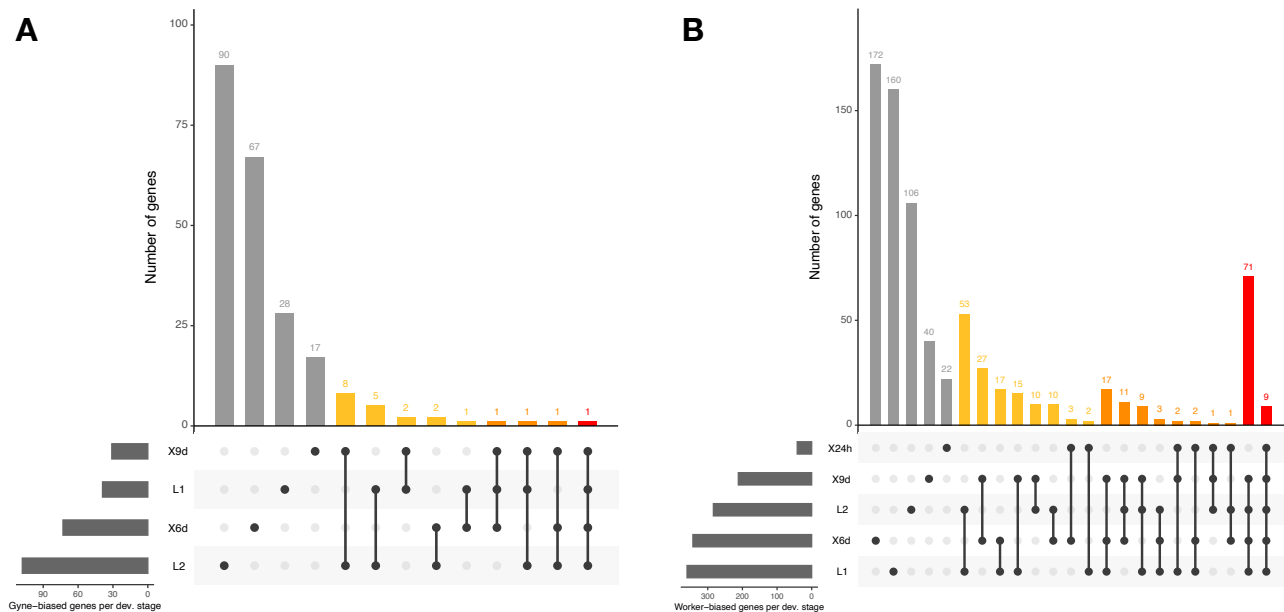 A
Number of genes
100
75
50
25
0
90
67
28
17
8
5
2
2
1
1
1
1
1
X9d
L1
X6d
L2
90 60 30 0
Gyne−biased genes per dev. stage
B
Number of genes
150
100
50
0
172
160
106
40
22
53
27
17
15
10
10
3
2
17
11
9
3
2
2
1
1
71
9
X24h
X9d
L2
X6d
L1
300 200 100 0
Worker−biased genes per dev. stage